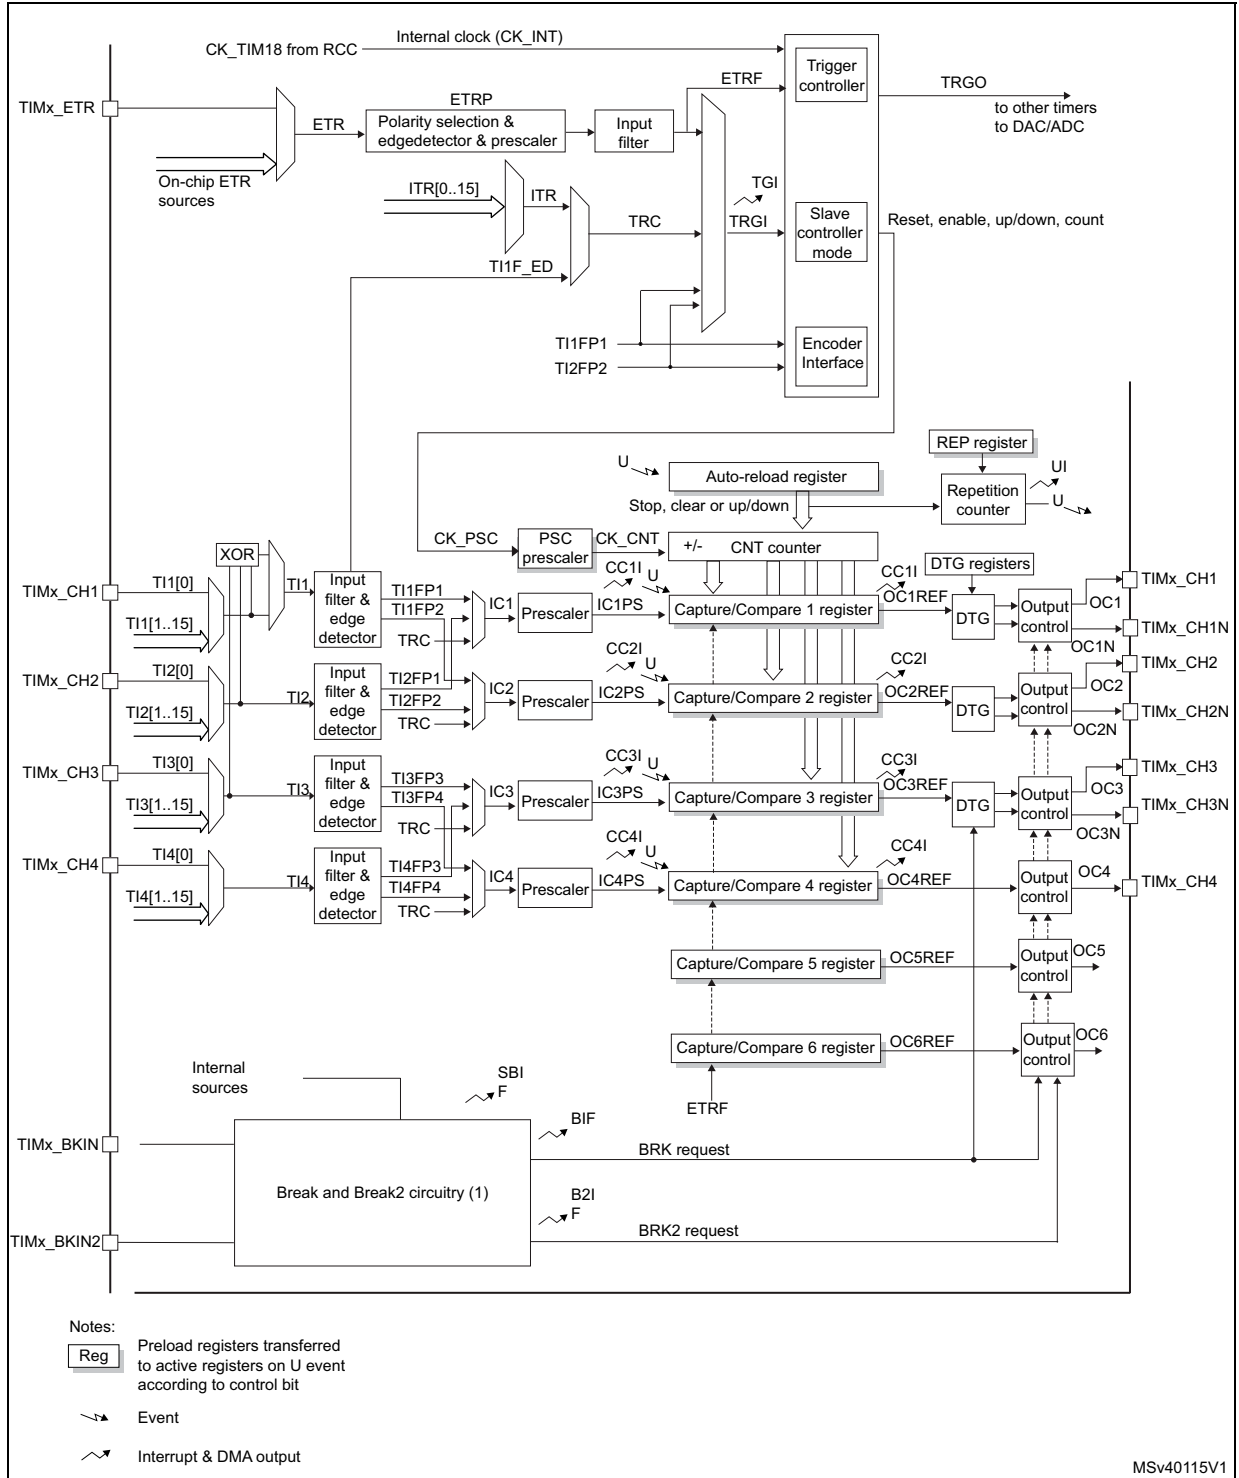 Internal clock (CK_INT)
CK_TIM18 from RCC
Trigger
controller
ETRF
TRGO
to other timers
to DAC/ADC
TIMx_ETR
ETR
ETRP
Polarity selection &
edgedetector & prescaler
Input
filter
On-chip ETR
sources
ITR[0..15]
ITR
TRC
TI1F_ED
TGI
TRGI
Slave
controller
mode
Reset, enable, up/down, count
TI1FP1
TI2FP2
Encoder
Interface
REP register
U
Auto-reload register
Stop, clear or up/down
Repetition
counter
UI
U
CK_PSC
PSC
prescaler
CK_CNT
+/-
CNT counter
DTG registers
XOR
TIMx_CH1
TI1[0]
TI1[1..15]
TI1
Input
filter &
edge
detector
TI1FP1
TI1FP2
TRC
IC1
Prescaler
IC1PS
CC1I
U
Capture/Compare 1 register
CC1I
OC1REF
DTG
Output
control
OC1
OC1N
TIMx_CH1
TIMx_CH1N
TIMx_CH2
TI2[0]
TI2[1..15]
TI2
Input
filter &
edge
detector
TI2FP1
TI2FP2
TRC
IC2
Prescaler
IC2PS
CC2I
U
Capture/Compare 2 register
CC2I
OC2REF
DTG
Output
control
OC2
OC2N
TIMx_CH2
TIMx_CH2N
TIMx_CH3
TI3[0]
TI3[1..15]
TI3
Input
filter &
edge
detector
TI3FP3
TI3FP4
TRC
IC3
Prescaler
IC3PS
CC3I
U
Capture/Compare 3 register
CC3I
OC3REF
DTG
Output
control
OC3
OC3N
TIMx_CH3
TIMx_CH3N
TIMx_CH4
TI4[0]
TI4[1..15]
TI4
Input
filter &
edge
detector
TI4FP3
TI4FP4
TRC
IC4
Prescaler
IC4PS
CC4I
U
Capture/Compare 4 register
CC4I
OC4REF
Output
control
OC4
TIMx_CH4
Capture/Compare 5 register
OC5REF
Output
control
OC5
Capture/Compare 6 register
OC6REF
Output
control
OC6
ETRF
Internal
sources
SBI
F
BIF
TIMx_BKIN
BRK request
Break and Break2 circuitry (1)
B2I
F
TIMx_BKIN2
BRK2 request
Notes:
Reg
Preload registers transferred
to active registers on U event
according to control bit
Event
Interrupt & DMA output
MSv40115V1